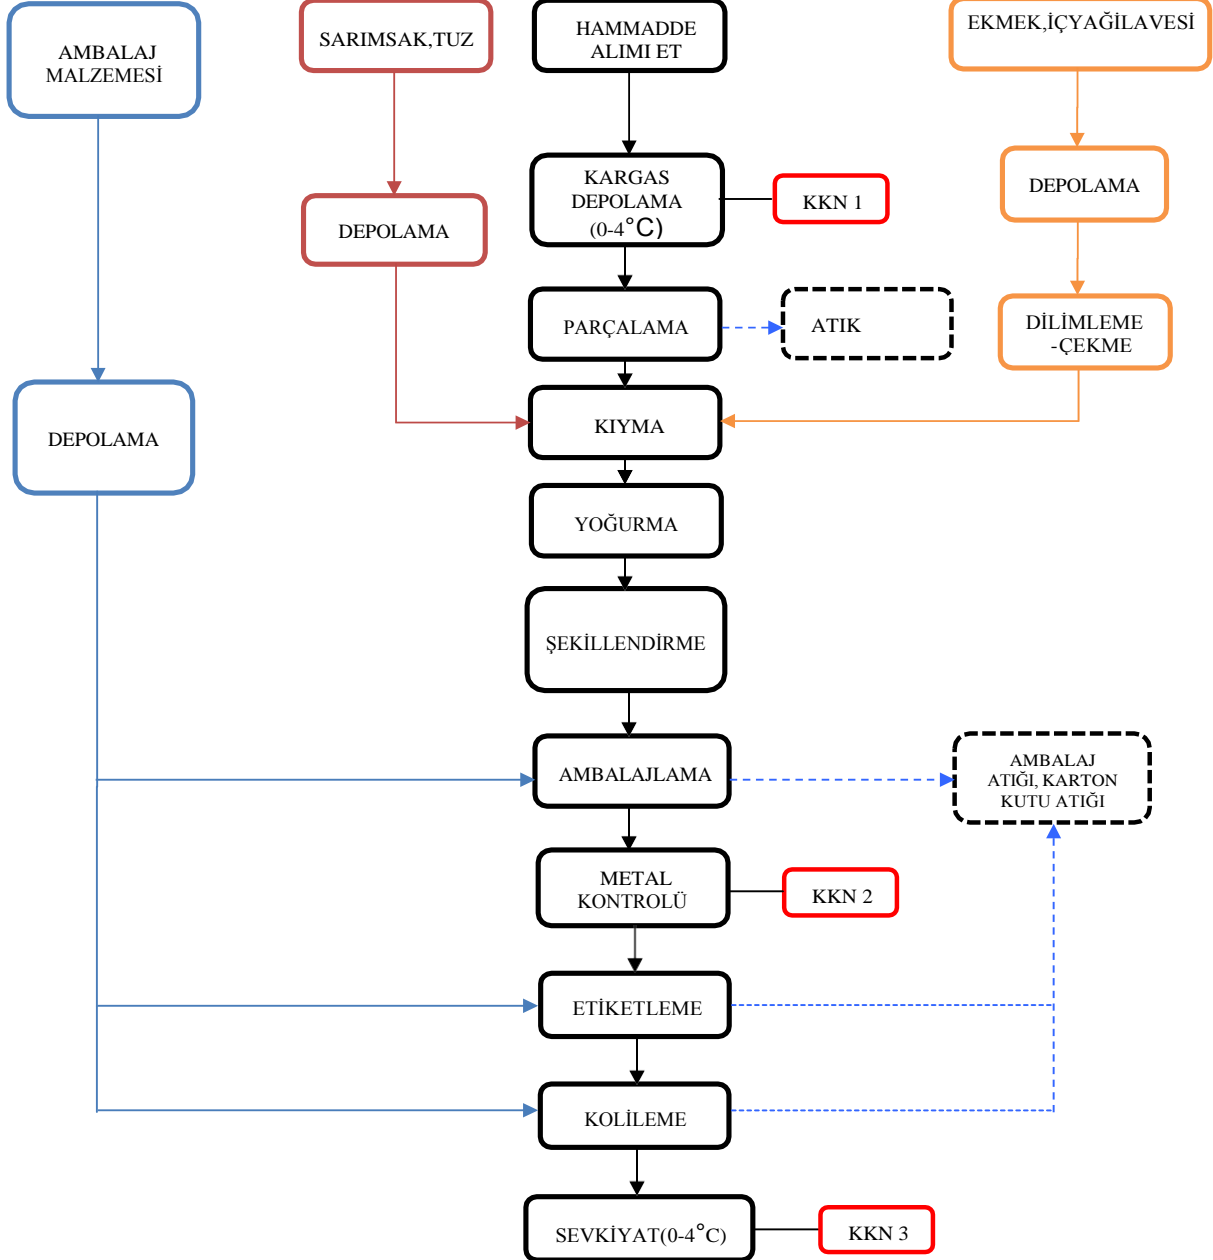 AMBALAJ
MALZEMESİ
SARIMSAK,TUZ
HAMMADDE
ALIMI ET
EKMEK,İÇYAĞİLAVESİ
KARGAS
DEPOLAMA
(0-4°C)
KKN 1
DEPOLAMA
DEPOLAMA
PARÇALAMA
ATIK
DİLİMLEME
-ÇEKME
DEPOLAMA
KIYMA
YOĞURMA
ŞEKİLLENDİRME
AMBALAJLAMA
AMBALAJ
ATIĞI, KARTON
KUTU ATIĞI
METAL
KONTROLÜ
KKN 2
ETİKETLEME
KOLİLEME
SEVKİYAT(0-4°C)
KKN 3